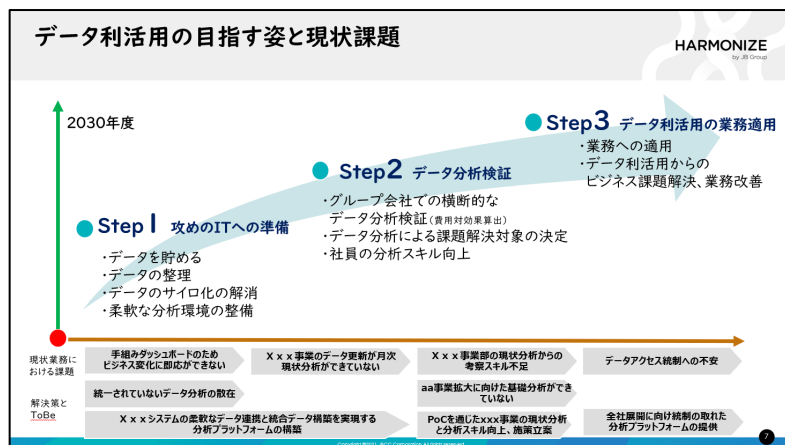 データ利活用の目指す姿と現状課題
HARMONIZE
by JB Group
2030年度
Step3 データ利活用の業務適用
・業務への適用
・データ利活用からの
ビジネス課題解決、業務改善
Step2 データ分析検証
・グループ会社での横断的な
データ分析検証(費用対効果算出)
・データ分析による課題解決対象の決定
・社員の分析スキル向上
Step1 攻めのITへの準備
・データを貯める
・データの整理
・データのサイロ化の解消
・柔軟な分析環境の整備
現状業務に
おける課題
手組みダッシュボードのため
ビジネス変化に即応ができない
Xxx事業のデータ更新が月次
現状分析ができていない
Xxx事業部の現状分析からの
考察スキル不足
データアクセス統制への不安
統一されていないデータ分析の散在
aa事業拡大に向けた基礎分析ができ
ていない
解決策と
ToBe
Xxxシステムの柔軟なデータ連携と統合データ構築を実現する
分析プラットフォームの構築
PoCを通じたxxx事業の現状分析
と分析スキル向上、施策立案
全社展開に向け統制の取れた
分析プラットフォームの提供
7